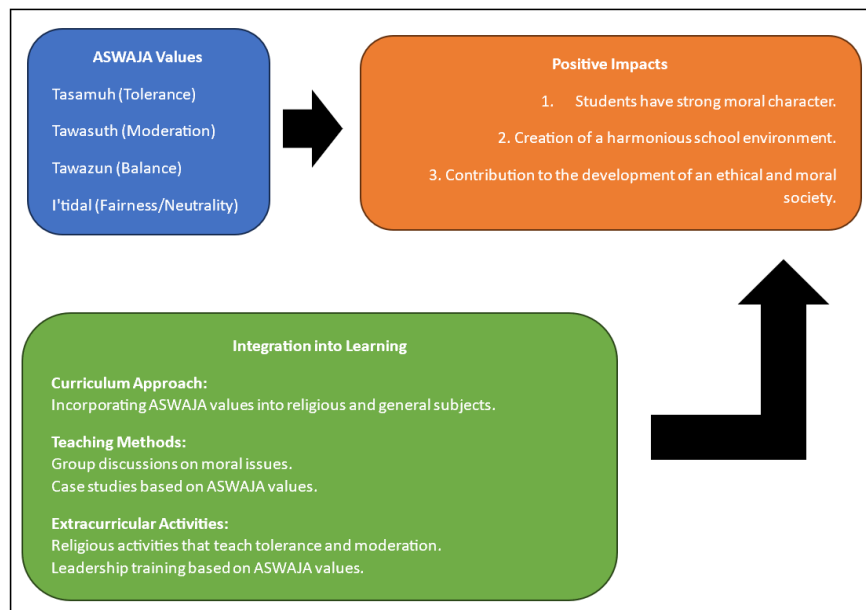 ASWAJA Values
Tasamuh (Tolerance)
Tawasuth (Moderation)
Tawazun (Balance)
I'tidal (Fairness/Neutrality)
Positive Impacts
1. Students have strong moral character.
2. Creation of a harmonious school environment.
3. Contribution to the development of an ethical and moral
society.
Integration into Learning
Curriculum Approach:
Incorporating ASWAJA values into religious and general subjects.
Teaching Methods:
Group discussions on moral issues.
Case studies based on ASWAJA values.
Extracurricular Activities:
Religious activities that teach tolerance and moderation.
Leadership training based on ASWAJA values.